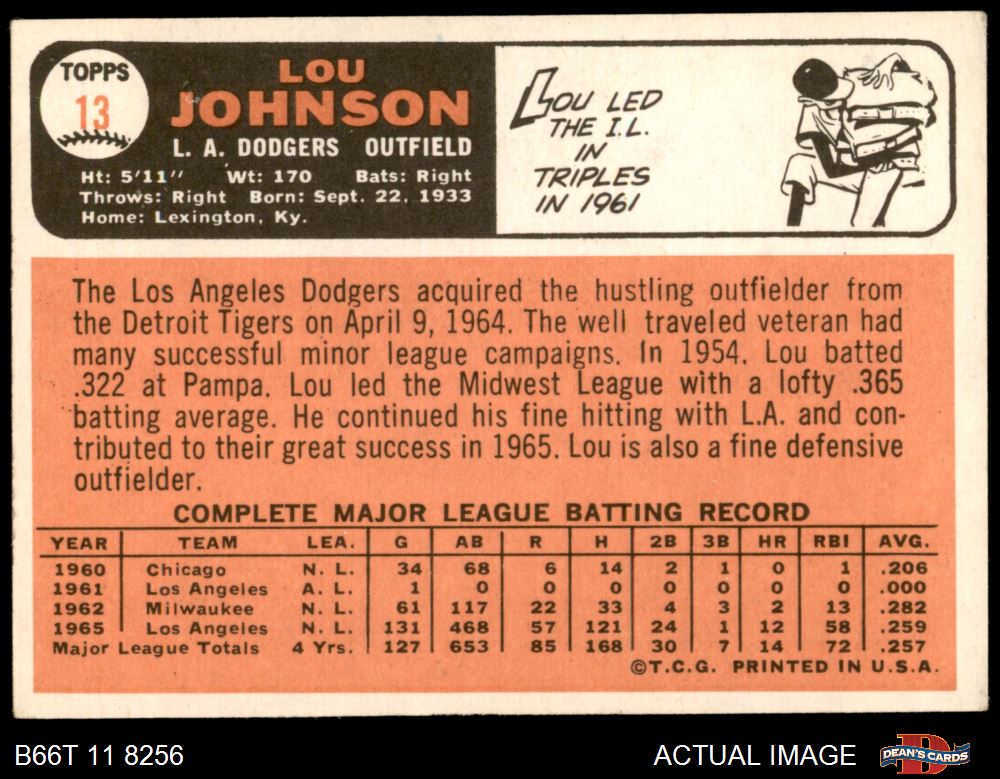 TOPPS
13
LOU
JOHNSON
L. A. DODGERS OUTFIELD
Ht: 5'11" Wt: 170 Bats: Right
Throws: Right Born: Sept. 22, 1933
Home: Lexington, Ky.
LOU LED
THE I.L.
IN
TRIPLES
IN 1961
The Los Angeles Dodgers acquired the hustling outfielder from
the Detroit Tigers on April 9, 1964. The well traveled veteran had
many successful minor league campaigns. In 1954, Lou batted
.322 at Pampa. Lou led the Midwest League with a lofty .365
batting average. He continued his fine hitting with L.A. and con-
tributed to their great success in 1965. Lou is also a fine defensive
outfielder.
COMPLETE MAJOR LEAGUE BATTING RECORD
YEAR TEAM LEA. G AB R H 2B 3B HR RBI AVG.
1960 Chicago N. L. 34 68 6 14 2 1 0 1 .206
1961 Los Angeles A. L. 1 0 0 0 0 0 0 0 .000
1962 Milwaukee N. L. 61 117 22 33 4 3 2 13 .282
1965 Los Angeles N. L. 131 468 57 121 24 1 12 58 .259
Major League Totals 4 Yrs. 127 653 85 168 30 7 14 72 .257
©T.C.G. PRINTED IN U.S.A.
B66T 11 8256
ACTUAL IMAGE
DEAN'S CARDS